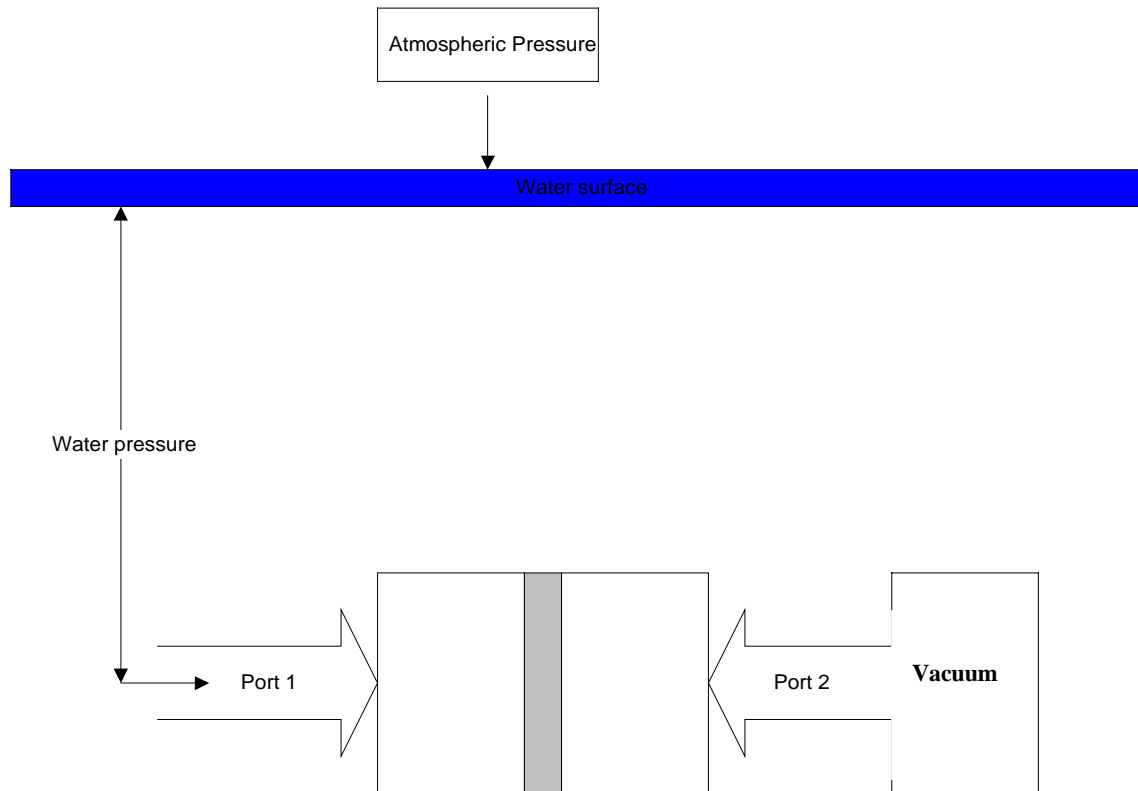 Atmospheric Pressure
Water surface
Water pressure
Port 1
Port 2
Vacuum